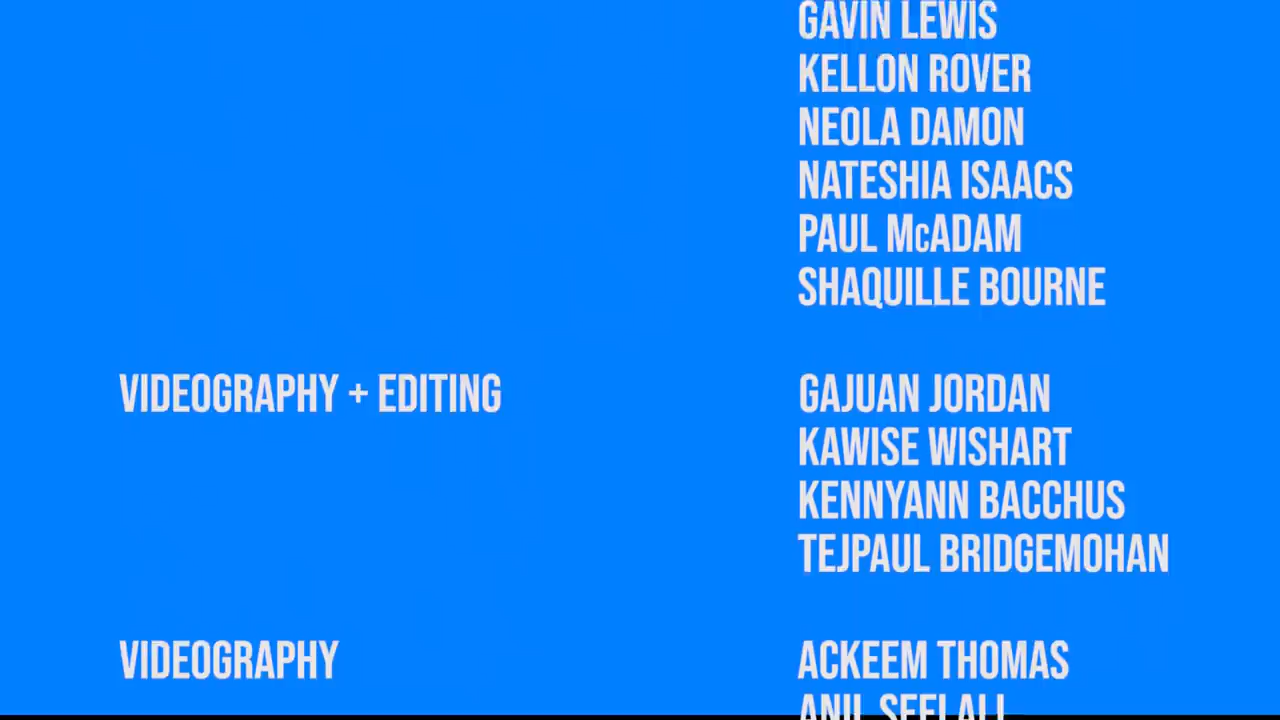 GAVIN LEWIS
KELLON ROVER
NEOLA DAMON
NATESHIA ISAACS
PAUL McADAM
SHAQUILLE BOURNE
VIDEOGRAPHY + EDITING GAJUAN JORDAN
KAWISE WISHART
KENNYANN BACCHUS
TEJPAUL BRIDGEMOHAN
VIDEOGRAPHY ACKEEM THOMAS
ANIL